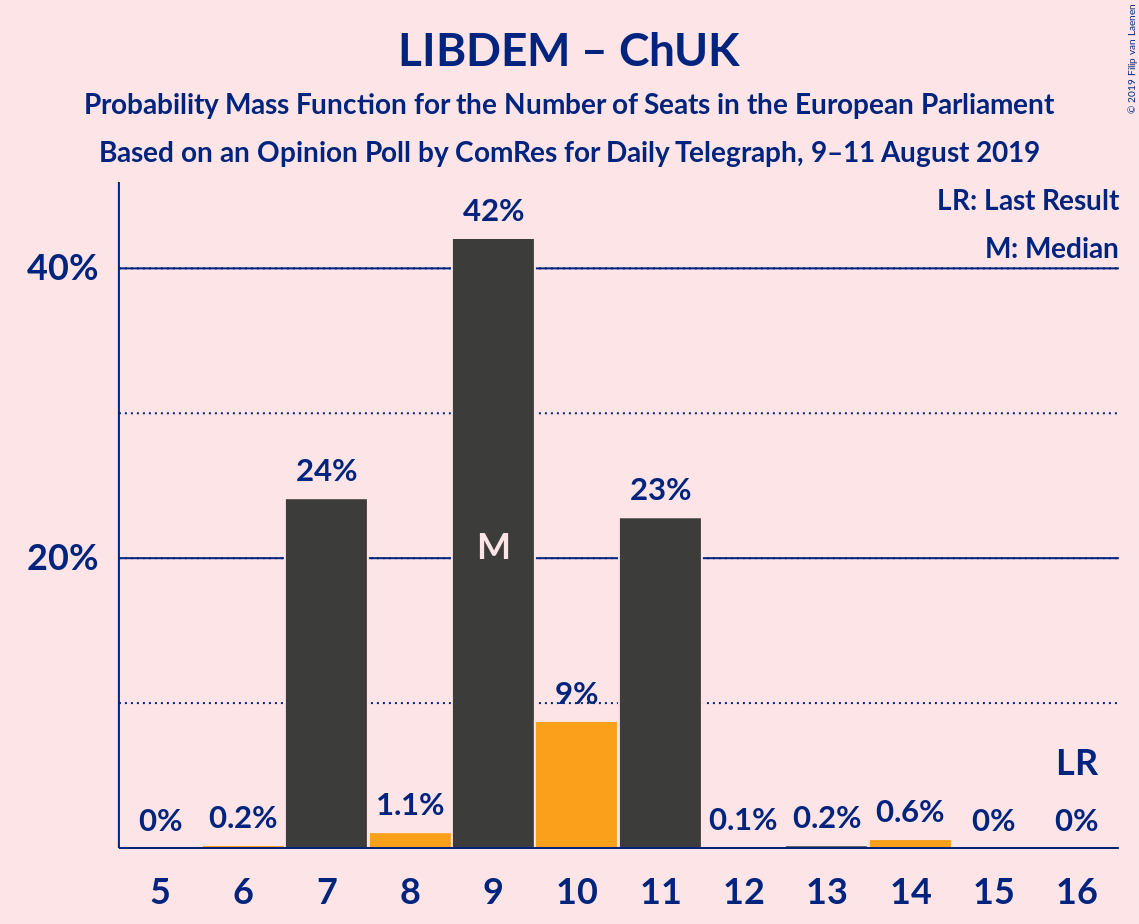 LIBDEM – ChUK
Probability Mass Function for the Number of Seats in the European Parliament
Based on an Opinion Poll by ComRes for Daily Telegraph, 9–11 August 2019
© 2019 Filip van Laenen
LR: Last Result
M: Median
40%
20%
0%
0.2%
24%
1.1%
42%
M
9%
23%
0.1%
0.2%
0.6%
0%
LR
0%
5 6 7 8 9 10 11 12 13 14 15 16